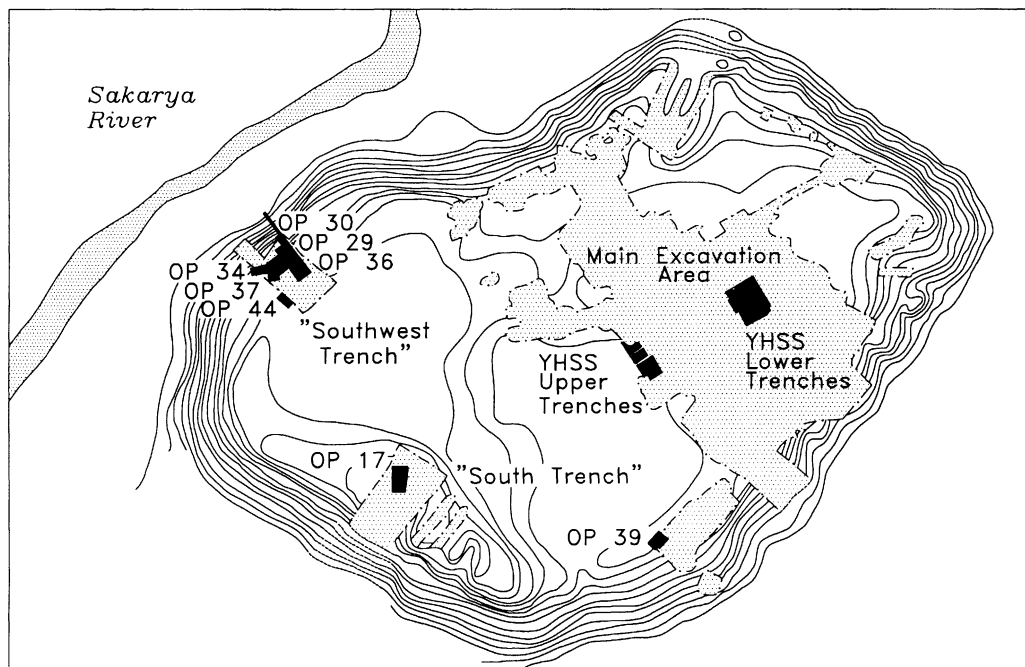 Sakarya
River
OP 30
OP 29
OP 36
OP 34
OP 37
OP 44
"Southwest
Trench"
Main Excavation
Area
YHSS
Upper
Trenches
YHSS
Lower
Trenches
OP 17
"South Trench"
OP 39